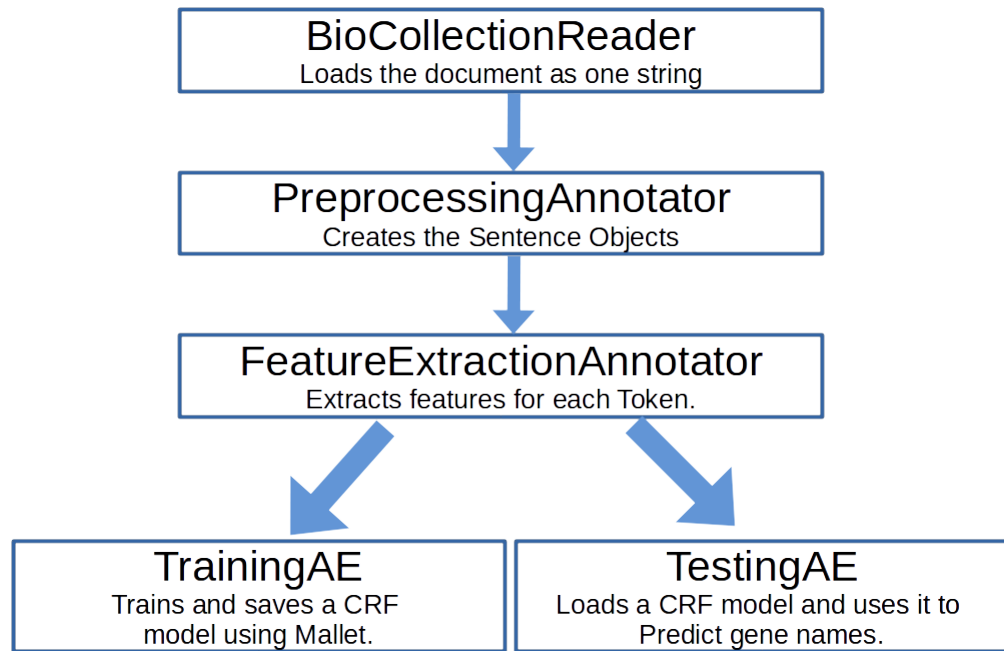 BioCollectionReader
Loads the document as one string
PreprocessingAnnotator
Creates the Sentence Objects
FeatureExtractionAnnotator
Extracts features for each Token.
TrainingAE
Trains and saves a CRF
model using Mallet.
TestingAE
Loads a CRF model and uses it to
Predict gene names.